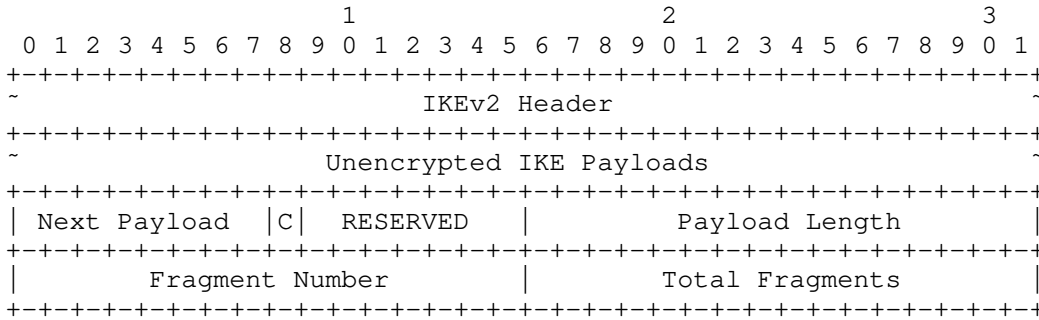 1                   2                   3
 0 1 2 3 4 5 6 7 8 9 0 1 2 3 4 5 6 7 8 9 0 1 2 3 4 5 6 7 8 9 0 1
+-+-+-+-+-+-+-+-+-+-+-+-+-+-+-+-+-+-+-+-+-+-+-+-+-+-+-+-+-+-+-+-+
~                         IKEv2 Header                          ~
+-+-+-+-+-+-+-+-+-+-+-+-+-+-+-+-+-+-+-+-+-+-+-+-+-+-+-+-+-+-+-+-+
~                   Unencrypted IKE Payloads                    ~
+-+-+-+-+-+-+-+-+-+-+-+-+-+-+-+-+-+-+-+-+-+-+-+-+-+-+-+-+-+-+-+-+
| Next Payload  |C|  RESERVED   |         Payload Length        |
+-+-+-+-+-+-+-+-+-+-+-+-+-+-+-+-+-+-+-+-+-+-+-+-+-+-+-+-+-+-+-+-+
|        Fragment Number        |        Total Fragments        |
+-+-+-+-+-+-+-+-+-+-+-+-+-+-+-+-+-+-+-+-+-+-+-+-+-+-+-+-+-+-+-+-+